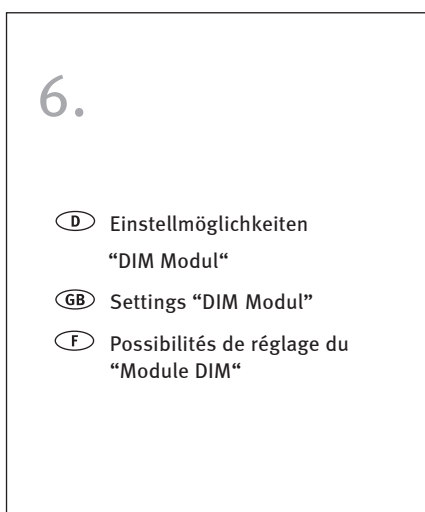 6.
D Einstellmöglichkeiten
“DIM Modul“
GB Settings “DIM Modul”
F Possibilités de réglage du
“Module DIM“